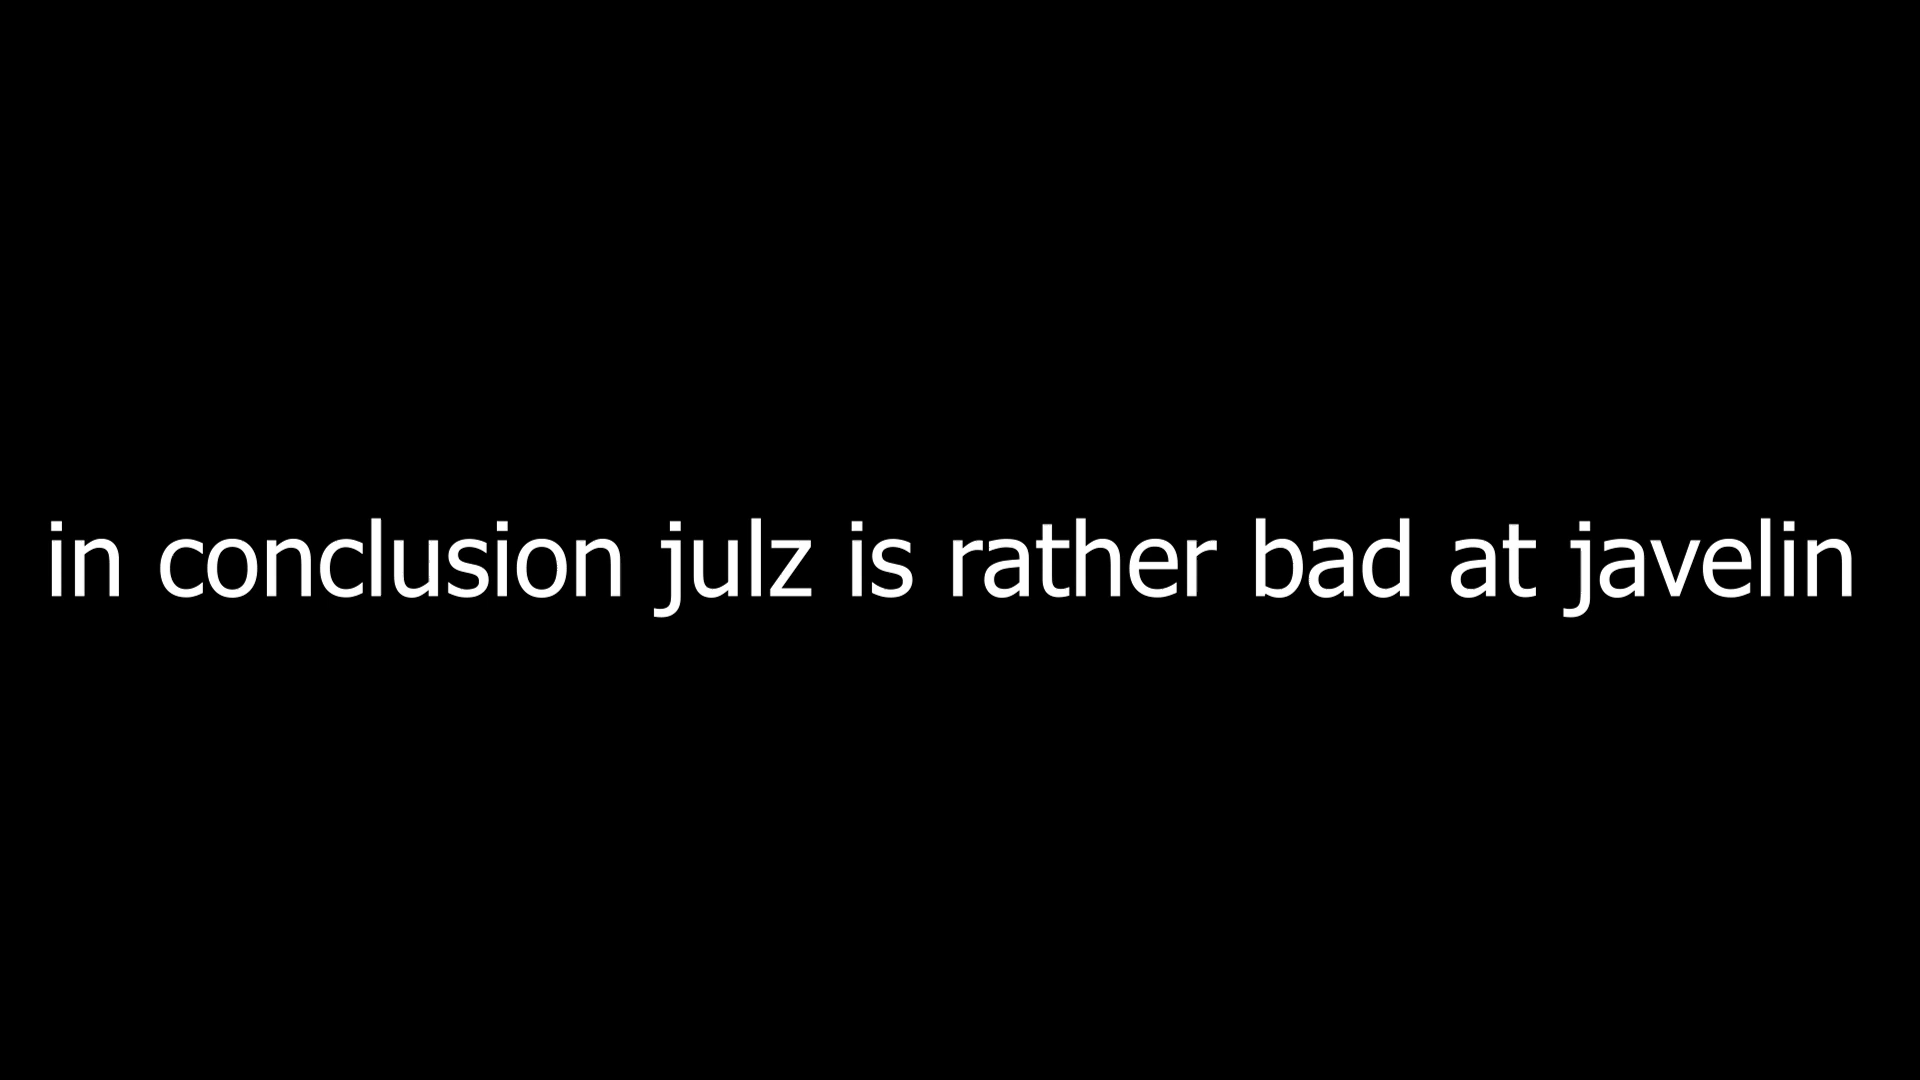 in conclusion julz is rather bad at javelin